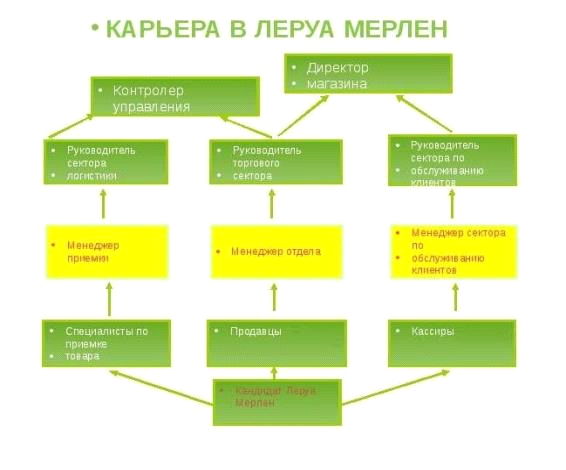 • КАРЬЕРА В ЛЕРУА МЕРЛЕН
• Директор
• магазина
• Контролер
управления
• Руководитель
сектора
• логистики
• Руководитель
торгового
• сектора
• Руководитель
сектора по
• обслуживанию
клиентов
• Менеджер
приемки
• Менеджер отдела
• Менеджер сектора
по
• обслуживанию
клиентов
• Специалисты по
приемке
• товара
• Продавцы
• Кассиры
• Кандидат Леруа
Мерлен